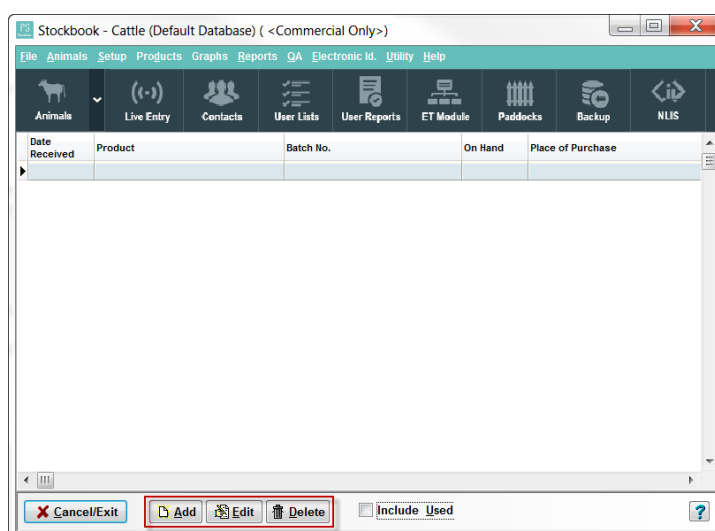 PS Stockbook - Cattle (Default Database) ( <Commercial Only>)
File Animals Setup Products Graphs Reports QA Electronic Id. Utility Help
Animals Live Entry Contacts User Lists User Reports ET Module Paddocks Backup NLIS
Date Received Product Batch No. On Hand Place of Purchase
Cancel/Exit Add Edit Delete Include Used ?